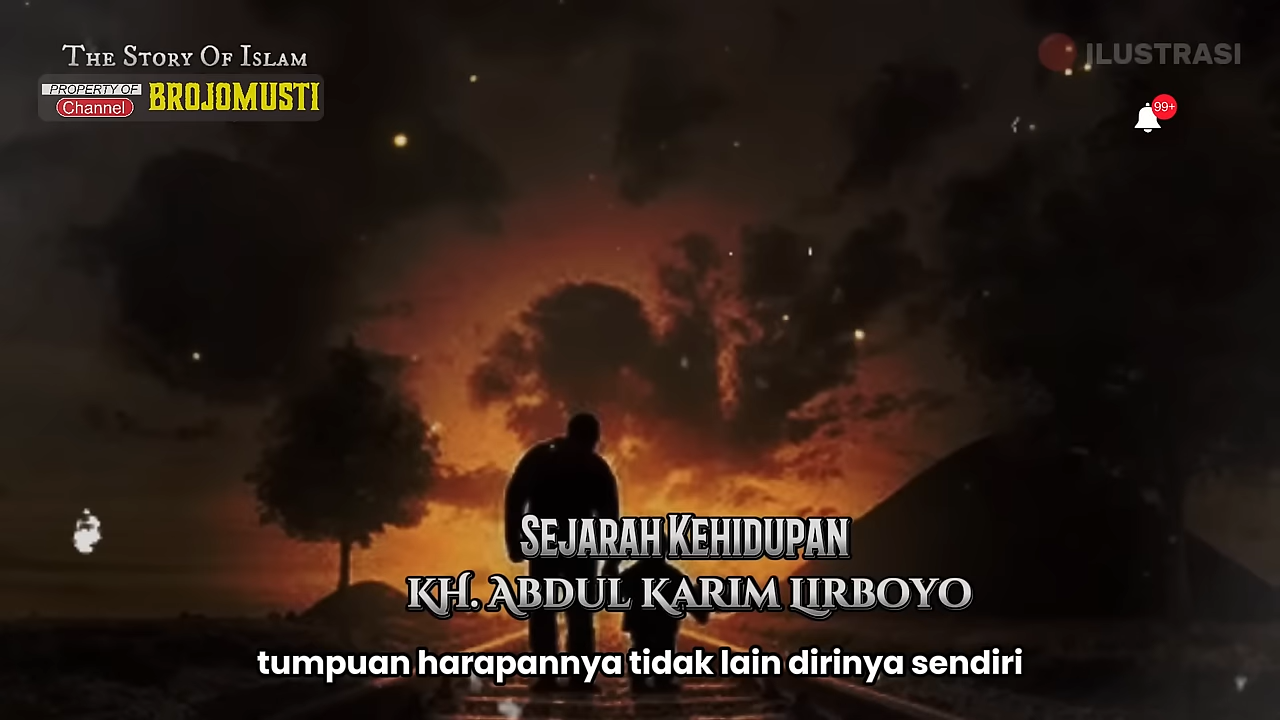 The Story Of Islam
ILUSTRASI
PROPERTY OF
Channel
BROJOMUSTI
99+
Sejarah Kehidupan
KH. Abdul Karim Lirboyo
tumpuan harapannya tidak lain dirinya sendiri